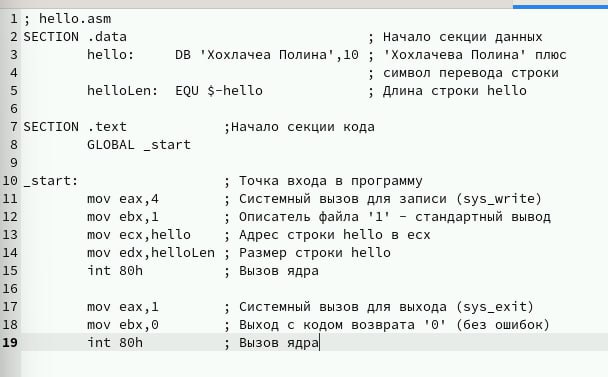 1 ; hello.asm
2 SECTION .data                              ; Начало секции данных
3         hello:     DB 'Хохлачеа Полина',10 ; 'Хохлачева Полина' плюс
4                                            ; символ перевода строки
5         helloLen:  EQU $-hello             ; Длина строки hello
6
7 SECTION .text            ;Начало секции кода
8         GLOBAL _start
9
10 _start:                  ; Точка входа в программу
11         mov eax,4        ; Системный вызов для записи (sys_write)
12         mov ebx,1        ; Описатель файла '1' - стандартный вывод
13         mov ecx,hello    ; Адрес строки hello в ecx
14         mov edx,helloLen ; Размер строки hello
15         int 80h          ; Вызов ядра
16
17         mov eax,1        ; Системный вызов для выхода (sys_exit)
18         mov ebx,0        ; Выход с кодом возврата '0' (без ошибок)
19         int 80h          ; Вызов ядра